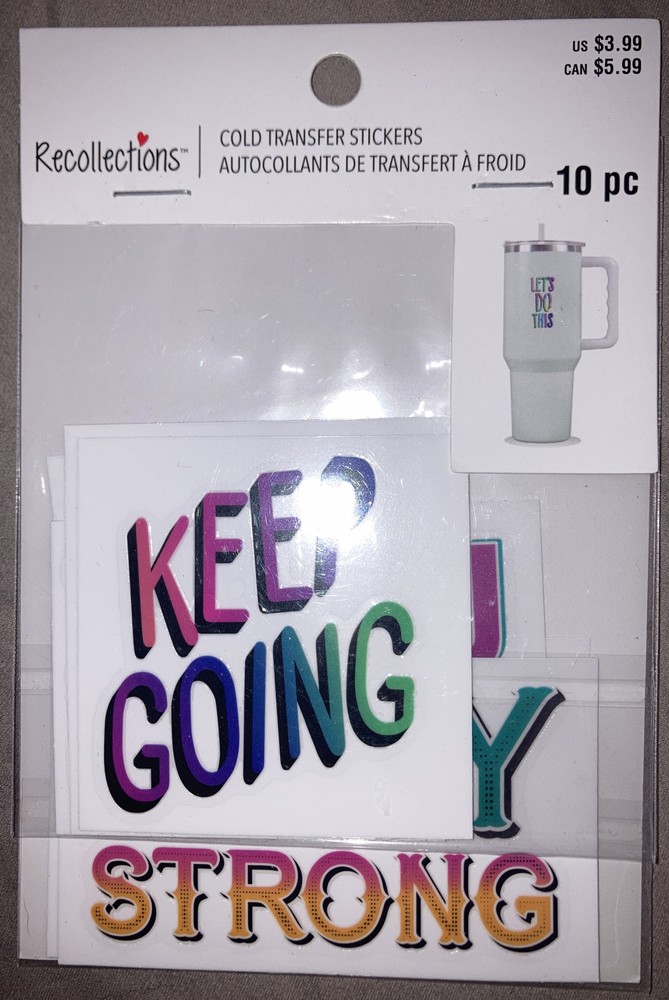 US $3.99
CAN $5.99
Recollections™
COLD TRANSFER STICKERS
AUTOCOLLANTS DE TRANSFERT À FROID
10 pc
LET'S
DO
THIS
KEEP
GOING
Y
STRONG